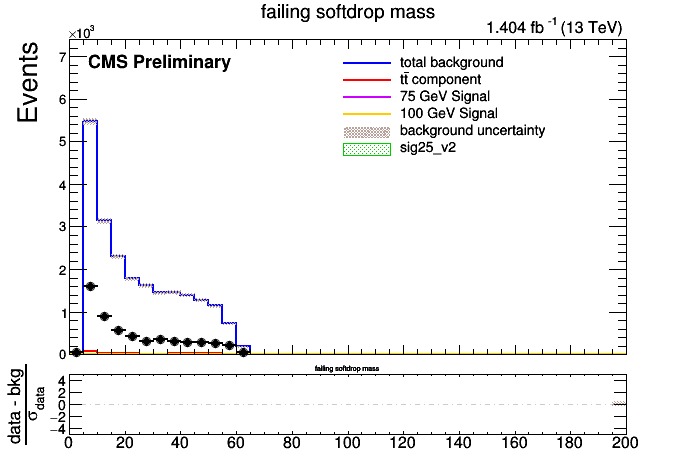 failing softdrop mass
×10³
1.404 fb⁻¹ (13 TeV)
Events
CMS Preliminary
total background
tt̄ component
75 GeV Signal
100 GeV Signal
background uncertainty
sig25_v2
7
6
5
4
3
2
1
0
failing softdrop mass
data - bkg
σ data
4
2
0
−2
−4
0 20 40 60 80 100 120 140 160 180 200